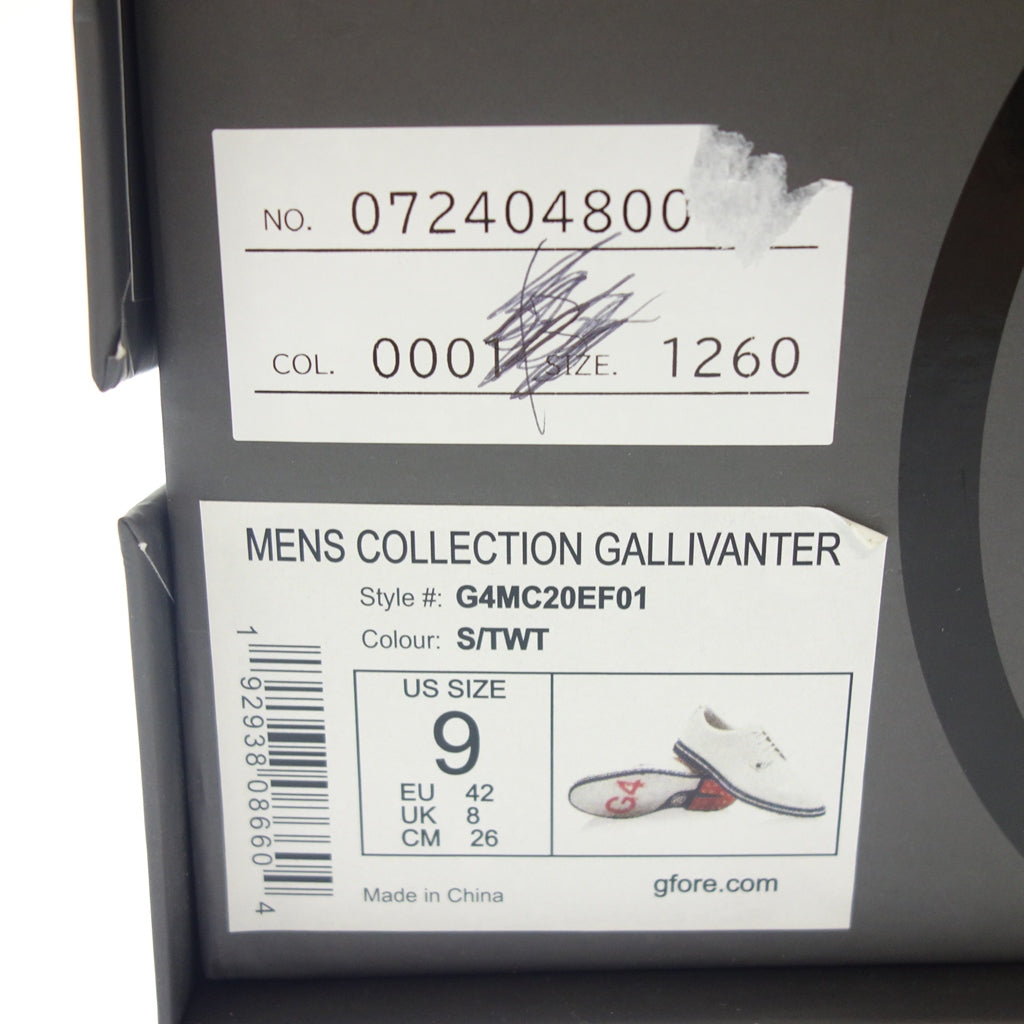 NO. 072404800
COL. 0001 SIZE. 1260
MENS COLLECTION GALLIVANTER
Style #: G4MC20EF01
Colour: S/TWT
1 92938 08660 4
US SIZE
9
EU 42
UK 8
CM 26
G4
Made in China
gfore.com